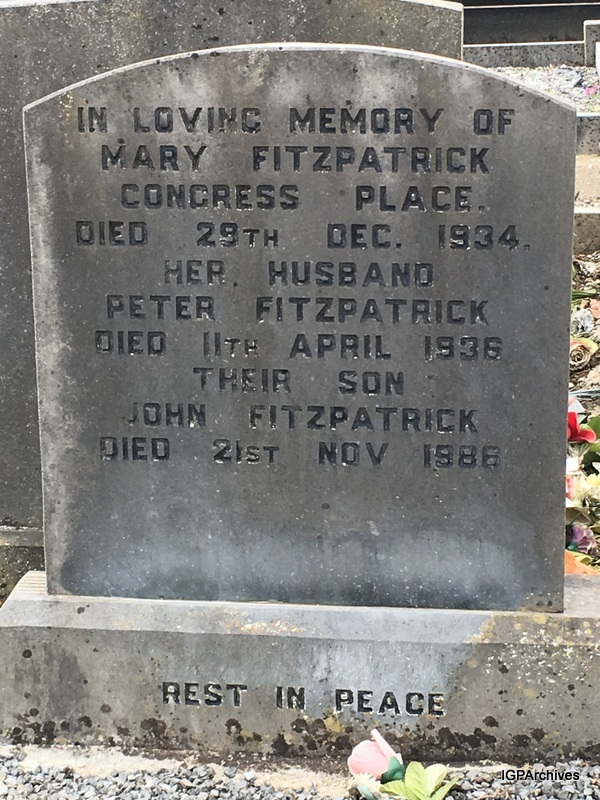 IN LOVING MEMORY OF
MARY FITZPATRICK
CONGRESS PLACE.
DIED 29TH DEC. 1934.
HER HUSBAND
PETER FITZPATRICK
DIED 11TH APRIL 1936
THEIR SON
JOHN FITZPATRICK
DIED 21ST NOV 1986
REST IN PEACE
IGPArchives